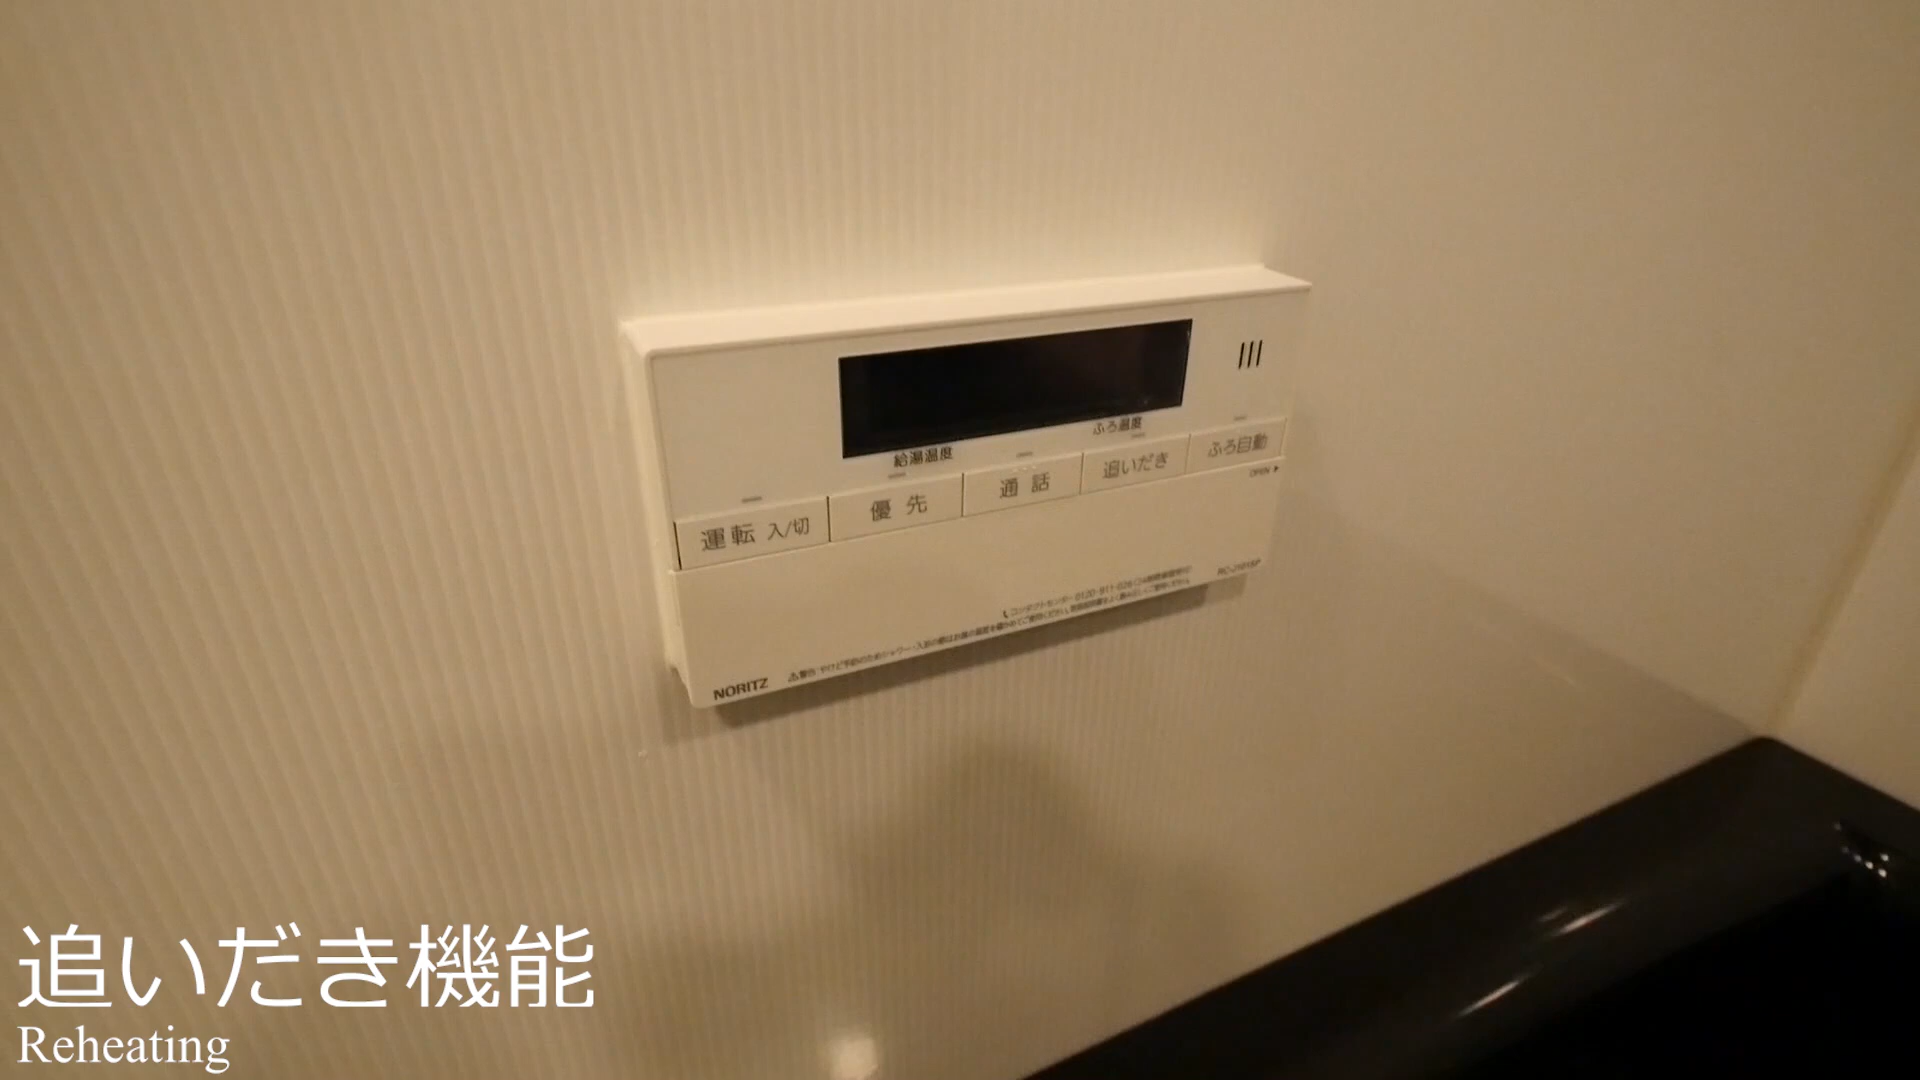 給湯温度
ふろ温度
運転 入/切
優先
通話
追いだき
ふろ自動
OPEN
NORITZ
追いだき機能
Reheating